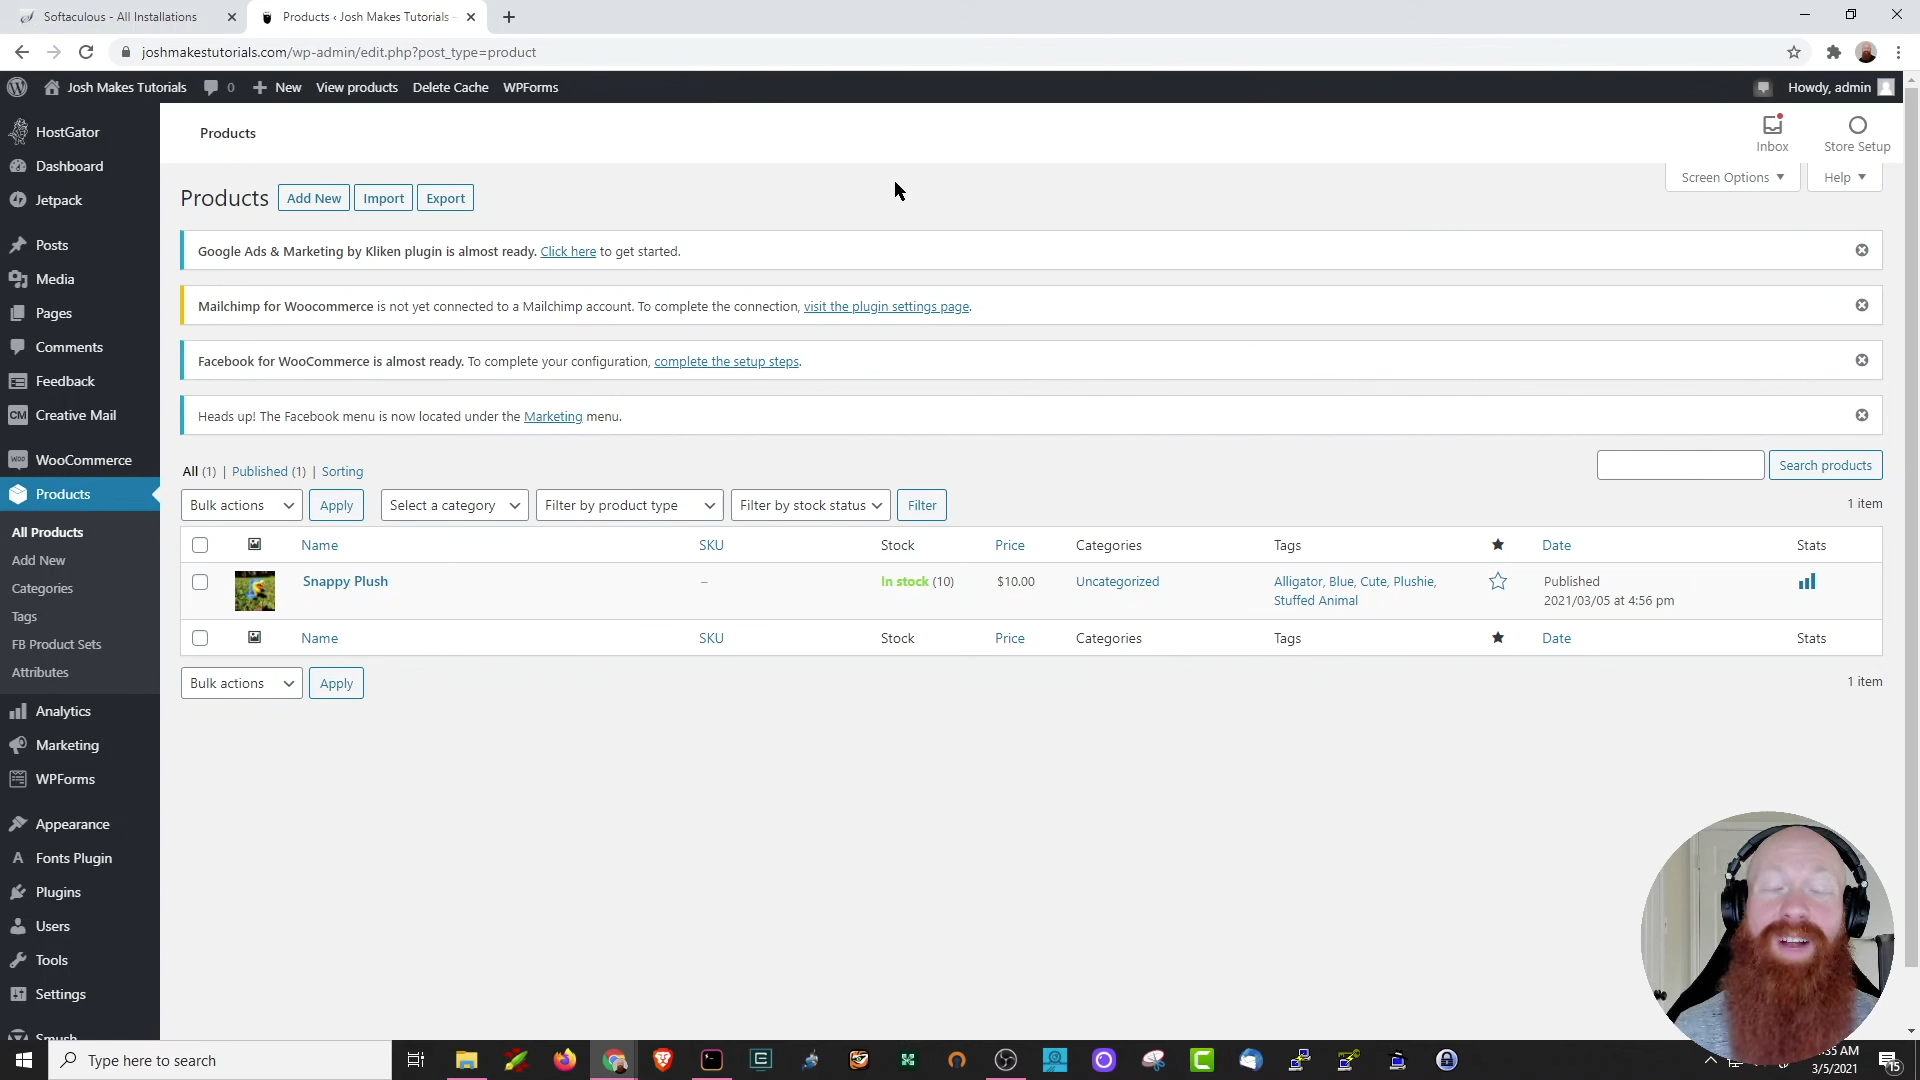 Softaculous - All Installations
Products ‹ Josh Makes Tutorials -
joshmakestutorials.com/wp-admin/edit.php?post_type=product
Josh Makes Tutorials 0 New View products Delete Cache WPForms Howdy, admin
HostGator
Dashboard
Jetpack
Posts
Media
Pages
Comments
Feedback
CM Creative Mail
WOO WooCommerce
Products
All Products
Add New
Categories
Tags
FB Product Sets
Attributes
Analytics
Marketing
WPForms
Appearance
A Fonts Plugin
Plugins
Users
Tools
Settings
Smush
Products
Inbox Store Setup
Screen Options Help
Products Add New Import Export
Google Ads & Marketing by Kliken plugin is almost ready. Click here to get started.
Mailchimp for Woocommerce is not yet connected to a Mailchimp account. To complete the connection, visit the plugin settings page.
Facebook for WooCommerce is almost ready. To complete your configuration, complete the setup steps.
Heads up! The Facebook menu is now located under the Marketing menu.
All (1) | Published (1) | Sorting
Search products
Bulk actions Apply Select a category Filter by product type Filter by stock status Filter
1 item
Name SKU Stock Price Categories Tags Date Stats
Snappy Plush – In stock (10) $10.00 Uncategorized Alligator, Blue, Cute, Plushie, Published
Stuffed Animal 2021/03/05 at 4:56 pm
Name SKU Stock Price Categories Tags Date Stats
Bulk actions Apply
1 item
Type here to search
:35 AM
3/5/2021
15